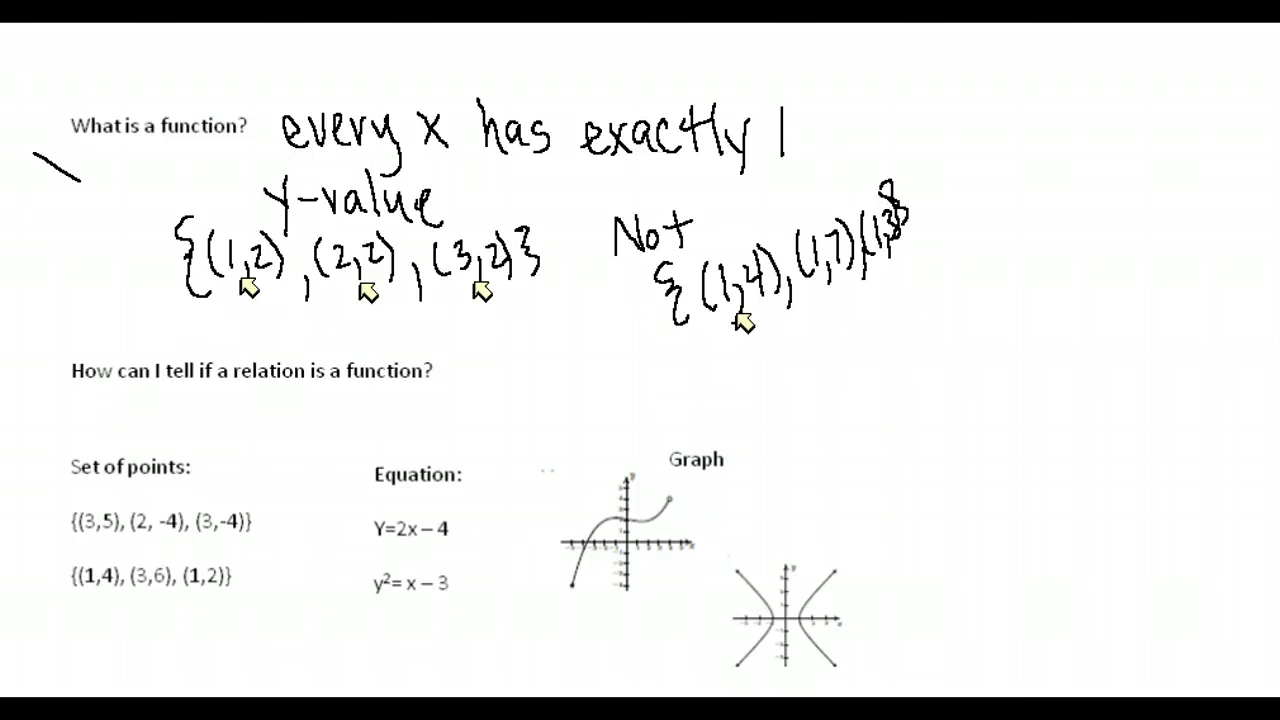 What is a function? every x has exactly 1
y-value
{(1,2), (2,2), (3,2)}
Not
{(1,4), (1,7), (1,3)}
How can I tell if a relation is a function?
Set of points:
Equation:
Graph
{(3,5), (2, -4), (3,-4)}
Y=2x – 4
{(1,4), (3,6), (1,2)}
y²= x – 3